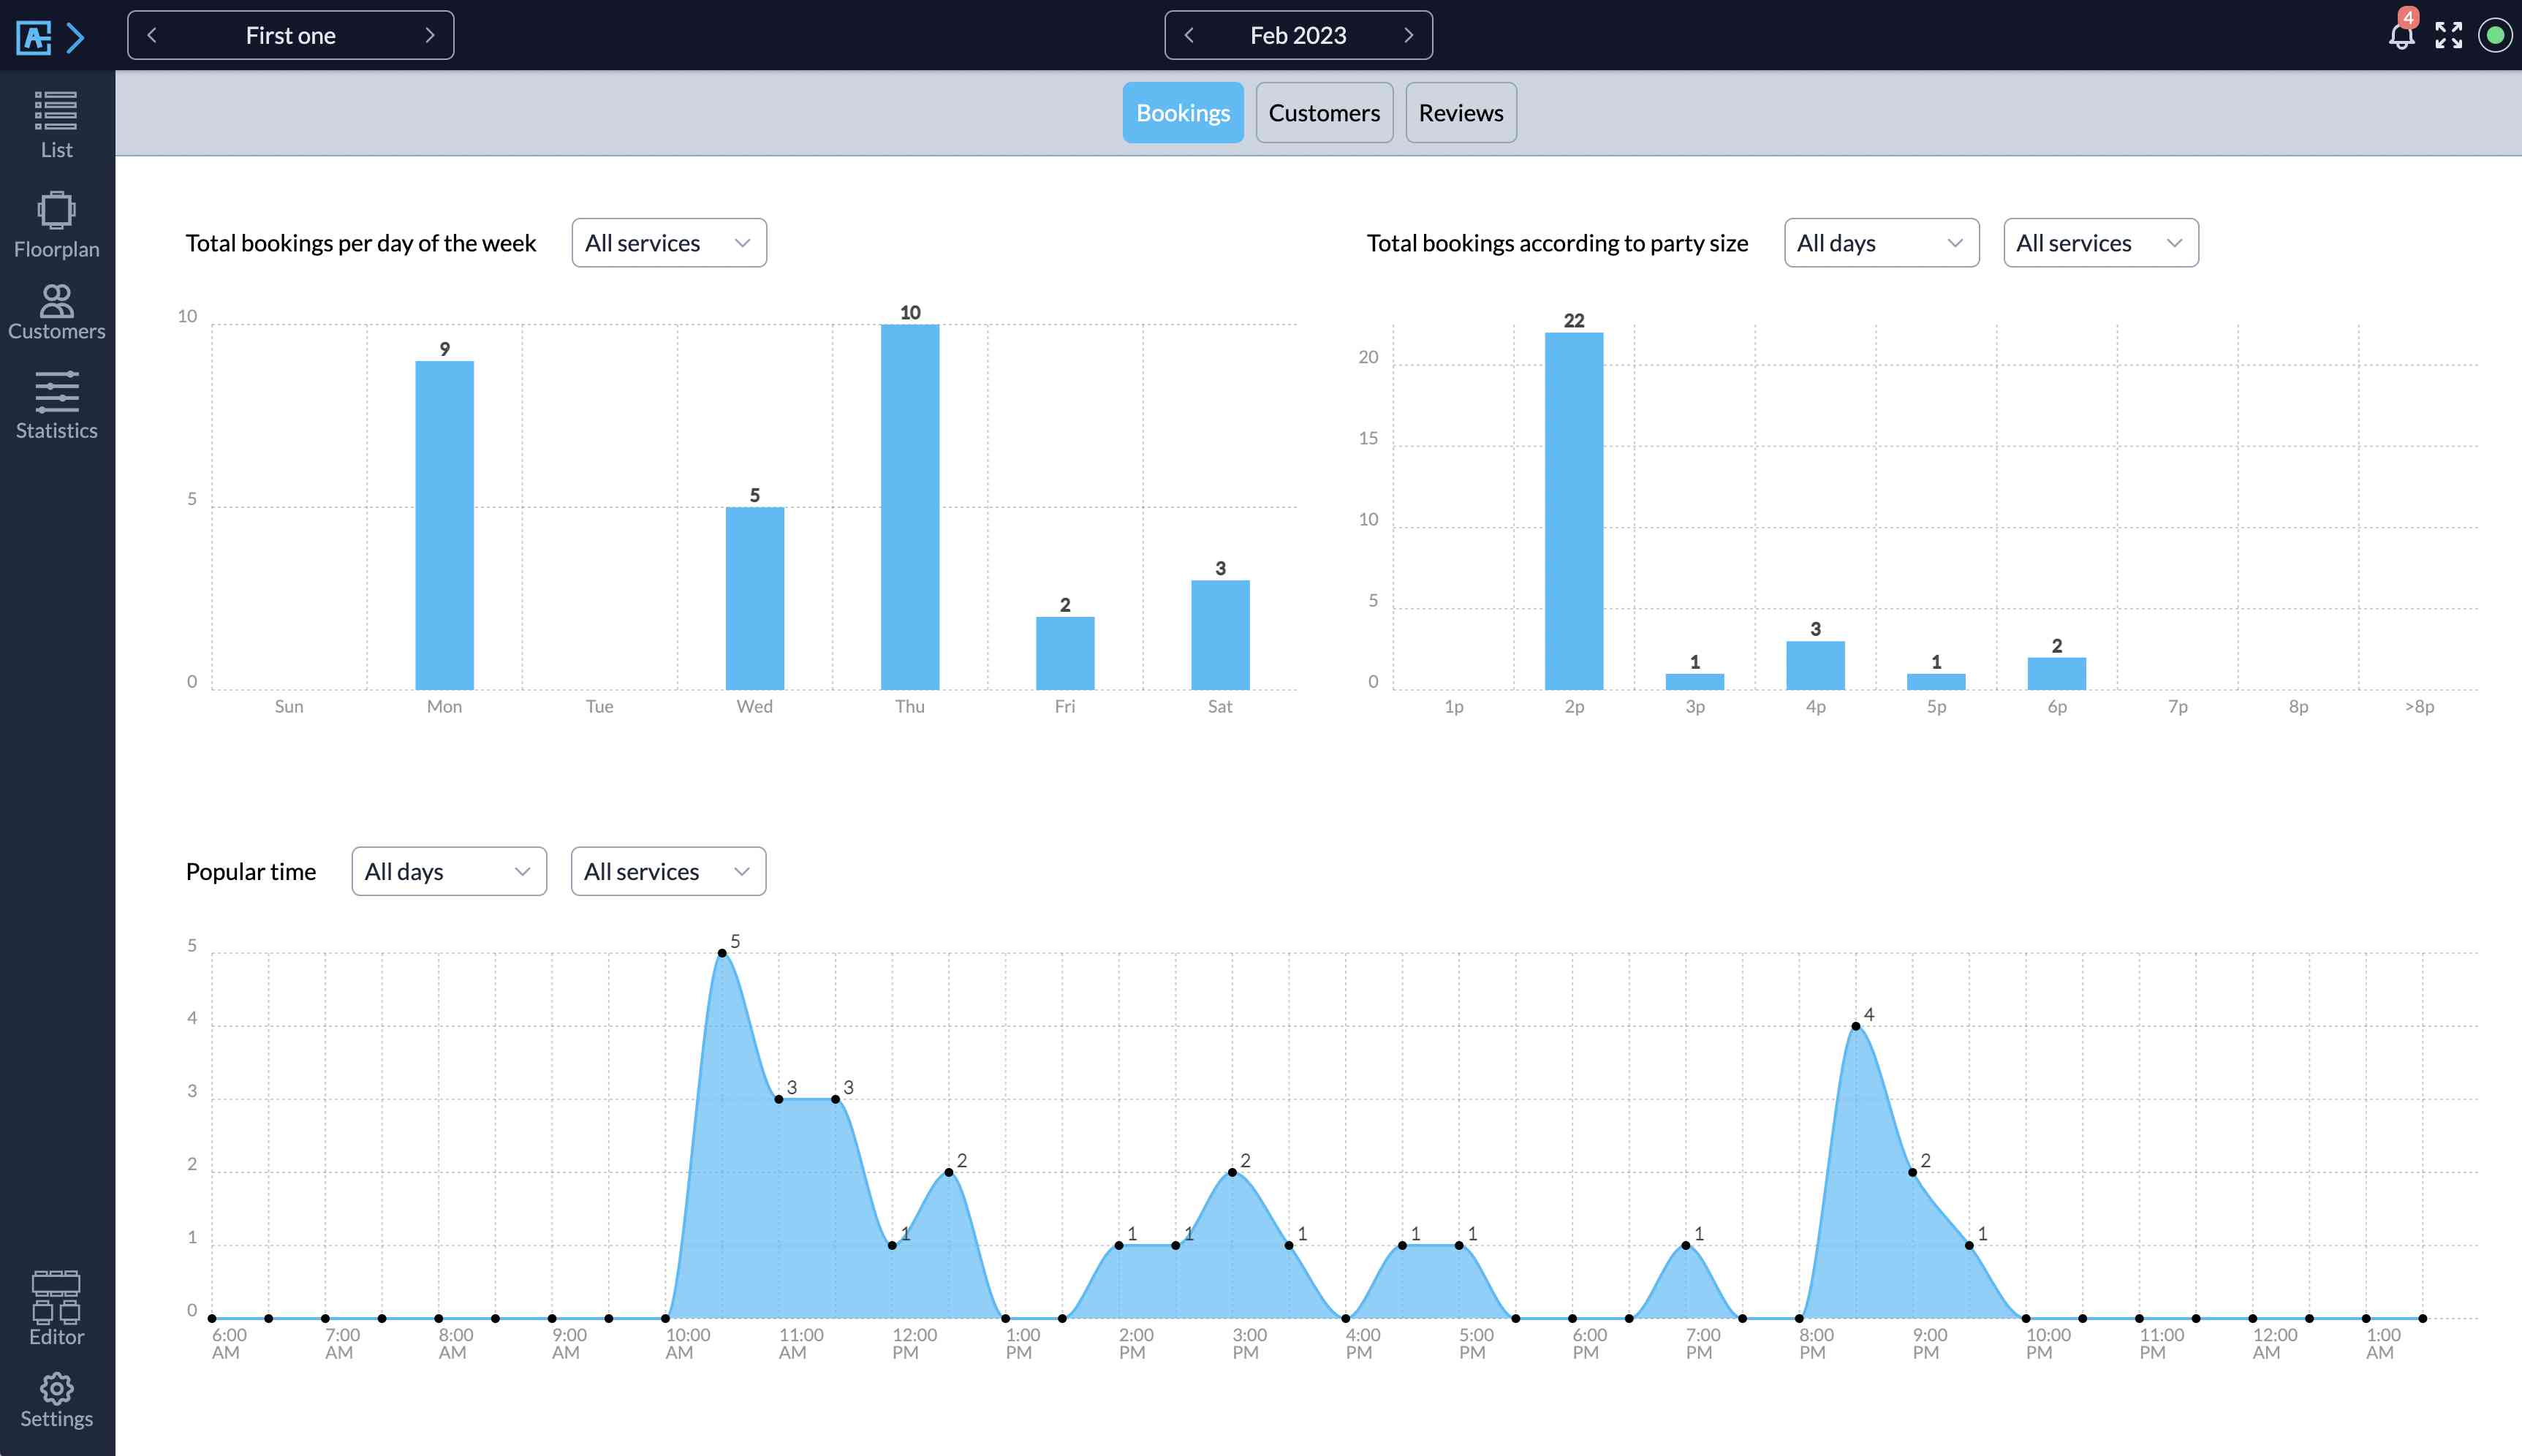 First one
Feb 2023
4
List
Floorplan
Customers
Statistics
Editor
Settings
Bookings Customers Reviews
Total bookings per day of the week All services
10
5
0
9
5
10
2
3
Sun Mon Tue Wed Thu Fri Sat
Total bookings according to party size All days All services
20
15
10
5
0
22
1
3
1
2
1p 2p 3p 4p 5p 6p 7p 8p >8p
Popular time All days All services
5
4
3
2
1
0
5
3
3
1
2
1
1
2
1
1
1
1
4
2
1
6:00 AM
7:00 AM
8:00 AM
9:00 AM
10:00 AM
11:00 AM
12:00 PM
1:00 PM
2:00 PM
3:00 PM
4:00 PM
5:00 PM
6:00 PM
7:00 PM
8:00 PM
9:00 PM
10:00 PM
11:00 PM
12:00 AM
1:00 AM